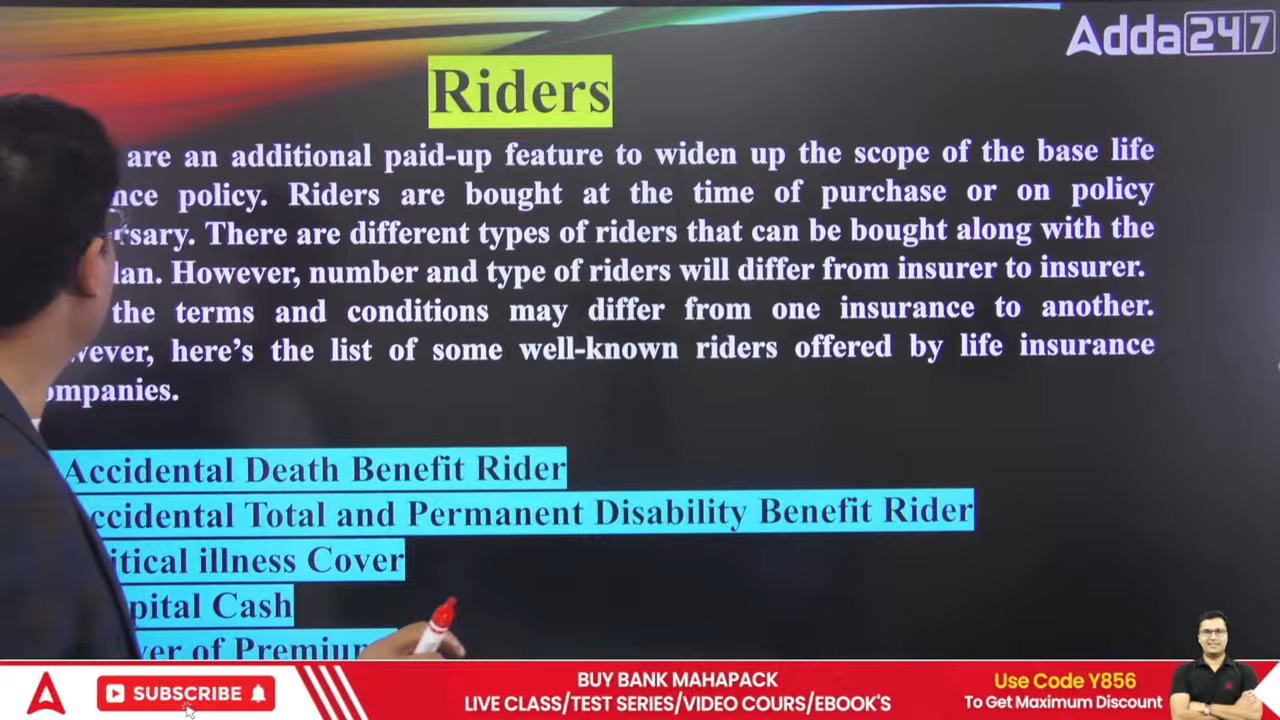 Adda247
Riders
are an additional paid-up feature to widen up the scope of the base life
nce policy. Riders are bought at the time of purchase or on policy
rsary. There are different types of riders that can be bought along with the
lan. However, number and type of riders will differ from insurer to insurer.
the terms and conditions may differ from one insurance to another.
wever, here's the list of some well-known riders offered by life insurance
ompanies.
Accidental Death Benefit Rider
ccidental Total and Permanent Disability Benefit Rider
itical illness Cover
pital Cash
ver of Premium
SUBSCRIBE
BUY BANK MAHAPACK
LIVE CLASS/TEST SERIES/VIDEO COURS/EBOOK'S
Use Code Y856
To Get Maximum Discount